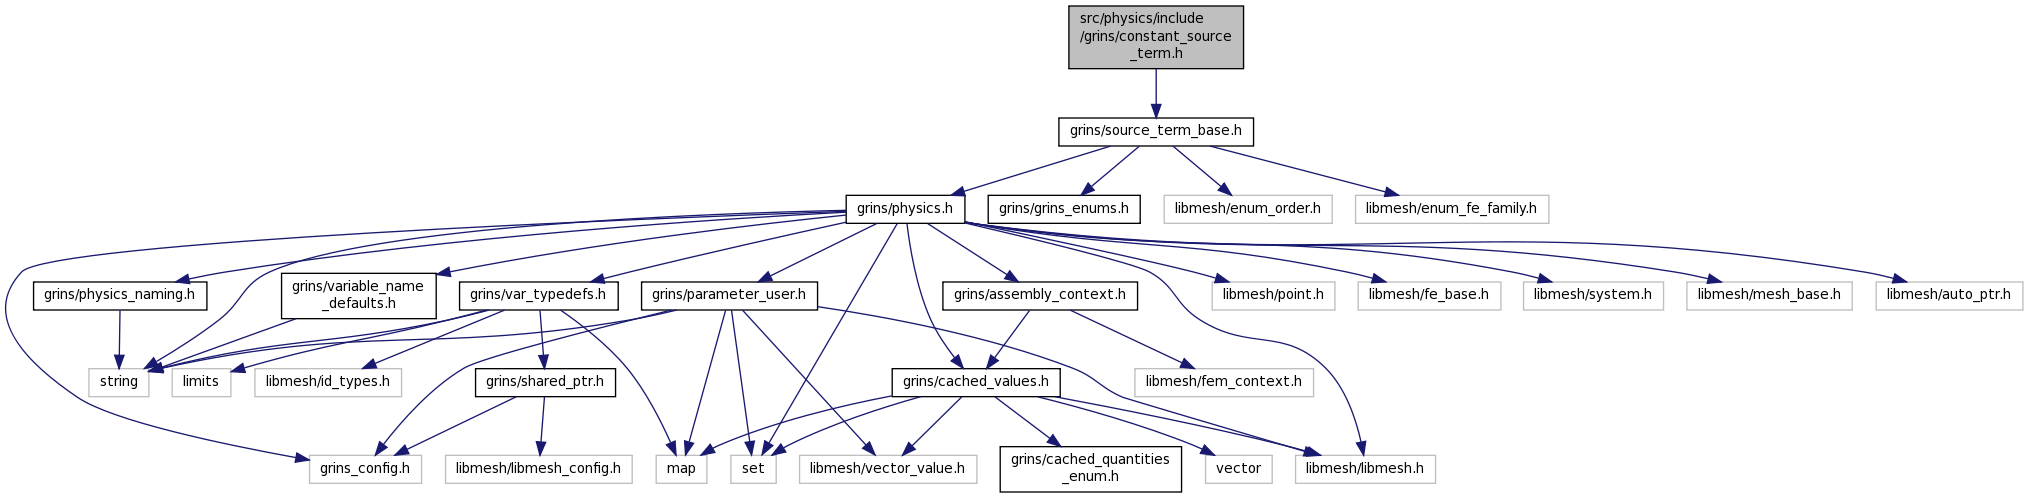 src/physics/include
/grins/constant_source
_term.h
grins/source_term_base.h
grins/physics.h
grins/grins_enums.h
libmesh/enum_order.h
libmesh/enum_fe_family.h
grins/physics_naming.h
grins/variable_name
_defaults.h
grins/var_typedefs.h
grins/parameter_user.h
grins/assembly_context.h
libmesh/point.h
libmesh/fe_base.h
libmesh/system.h
libmesh/mesh_base.h
libmesh/auto_ptr.h
string
limits
libmesh/id_types.h
grins/shared_ptr.h
grins/cached_values.h
libmesh/fem_context.h
grins_config.h
libmesh/libmesh_config.h
map
set
libmesh/vector_value.h
grins/cached_quantities
_enum.h
vector
libmesh/libmesh.h